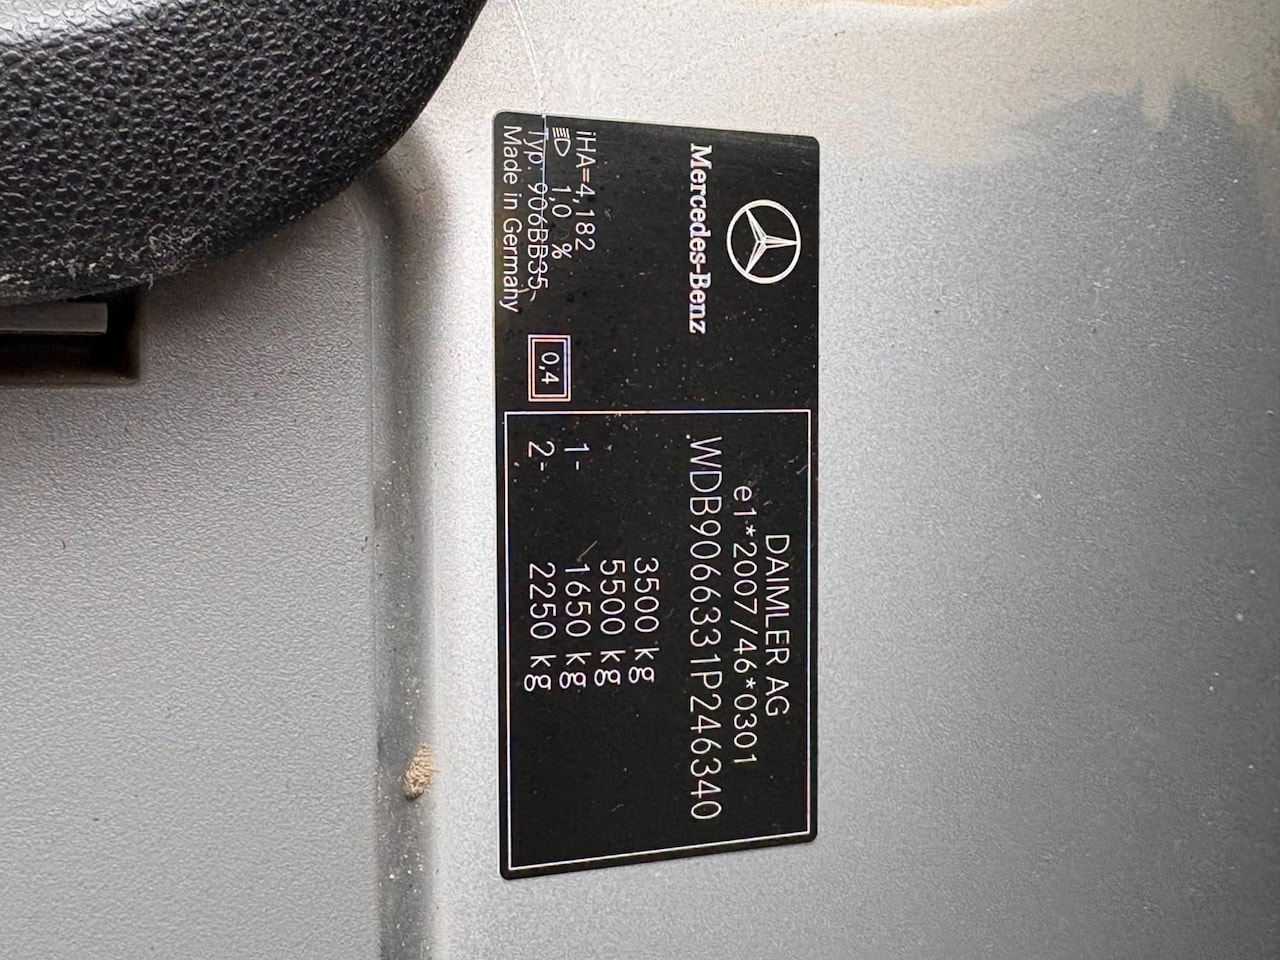 Mercedes-Benz
iHA=4,182
1,0 %
Typ: 906BB35
Made in Germany
0,4
DAIMLER AG
e1*2007/46*0301
WDB9066331P246340
3500 kg
5500 kg
1- 1650 kg
2- 2250 kg